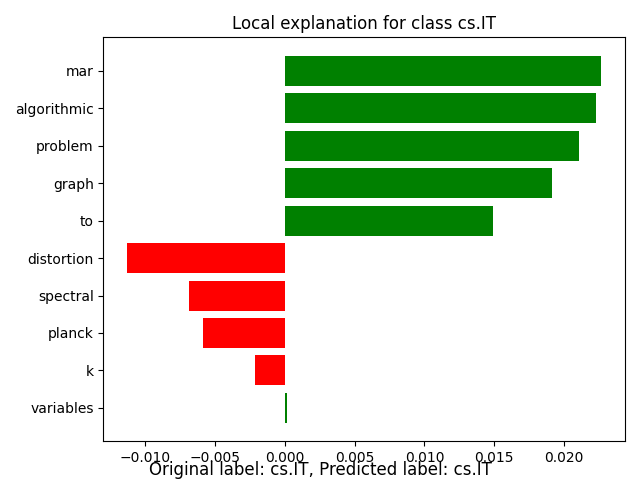 Local explanation for class cs.IT
mar
algorithmic
problem
graph
to
distortion
spectral
planck
k
variables
−0.010 −0.005 0.000 0.005 0.010 0.015 0.020
Original label: cs.IT, Predicted label: cs.IT